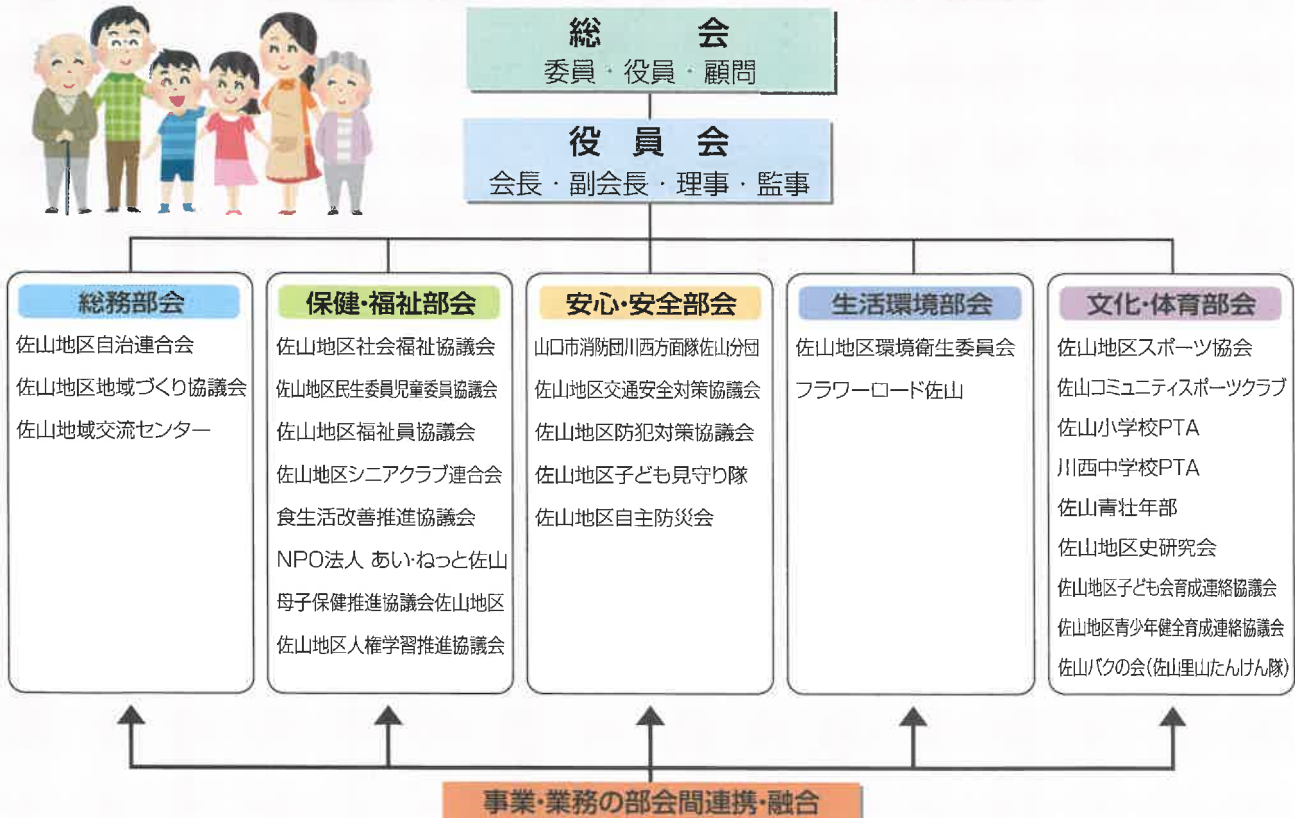 総 会
委員・役員・顧問
役 員 会
会長・副会長・理事・監事
総務部会
佐山地区自治連合会
佐山地区地域づくり協議会
佐山地域交流センター
保健・福祉部会
佐山地区社会福祉協議会
佐山地区民生委員児童委員協議会
佐山地区福祉員協議会
佐山地区シニアクラブ連合会
食生活改善推進協議会
NPO法人 あい・ねっと佐山
母子保健推進協議会佐山地区
佐山地区人権学習推進協議会
安心・安全部会
山口市消防団川西方面隊佐山分団
佐山地区交通安全対策協議会
佐山地区防犯対策協議会
佐山地区子ども見守り隊
佐山地区自主防災会
生活環境部会
佐山地区環境衛生委員会
フラワーロード佐山
文化・体育部会
佐山地区スポーツ協会
佐山コミュニティスポーツクラブ
佐山小学校PTA
川西中学校PTA
佐山青壮年部
佐山地区史研究会
佐山地区子ども会育成連絡協議会
佐山地区青少年健全育成連絡協議会
佐山バクの会(佐山里山たんけん隊)
事業・業務の部会間連携・融合